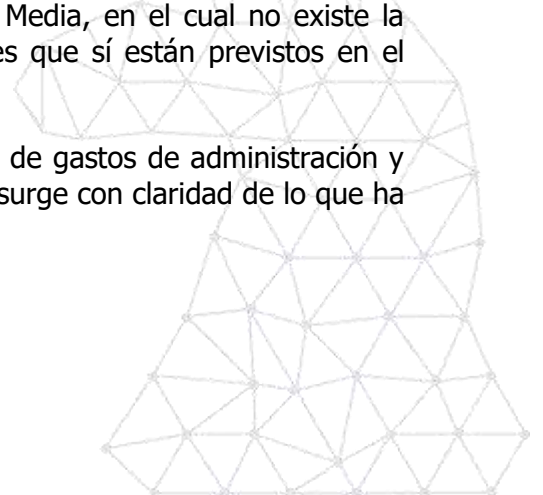 Media, en el cual no existe la
es que sí están previstos en el
de gastos de administración y
surge con claridad de lo que ha